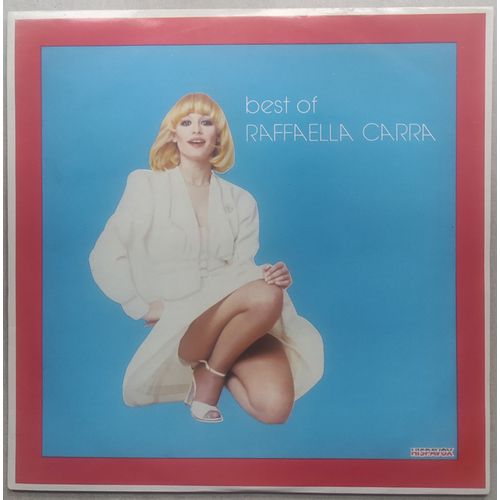 best of
RAFFAELLA CARRA
HISPAVOX